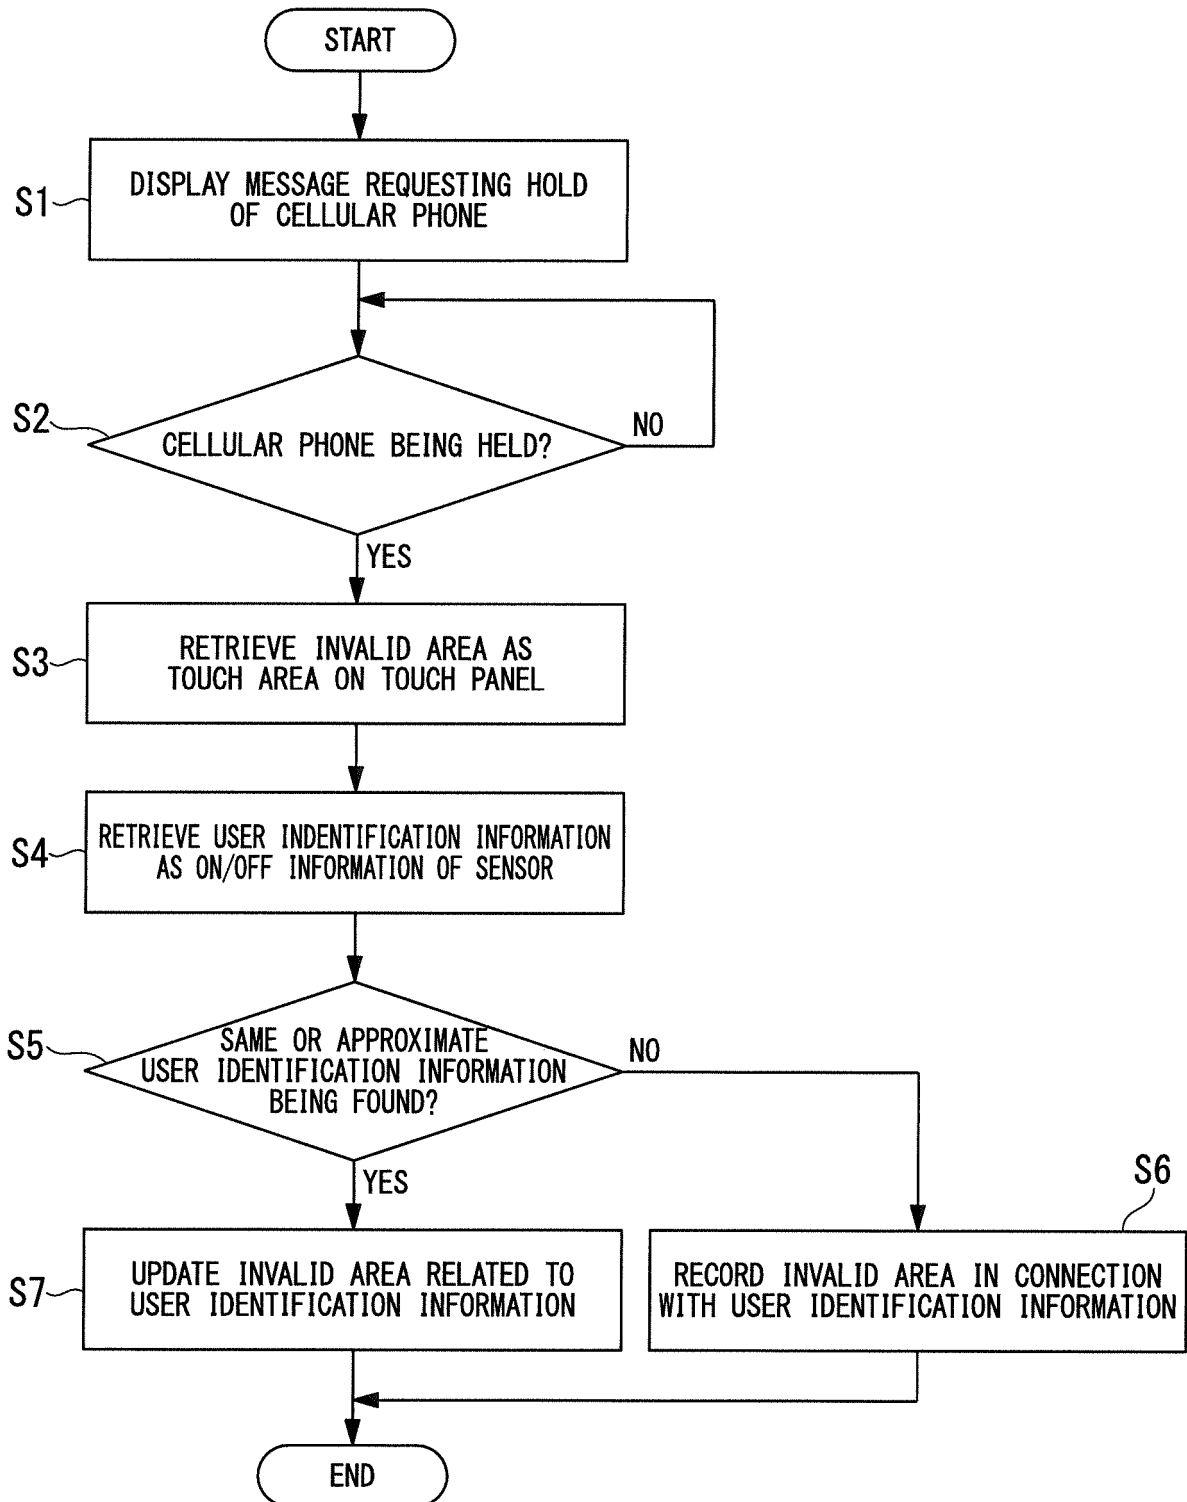 START
S1
DISPLAY MESSAGE REQUESTING HOLD
OF CELLULAR PHONE
S2
CELLULAR PHONE BEING HELD?
NO
YES
S3
RETRIEVE INVALID AREA AS
TOUCH AREA ON TOUCH PANEL
S4
RETRIEVE USER INDENTIFICATION INFORMATION
AS ON/OFF INFORMATION OF SENSOR
S5
SAME OR APPROXIMATE
USER IDENTIFICATION INFORMATION
BEING FOUND?
NO
YES
S6
RECORD INVALID AREA IN CONNECTION
WITH USER IDENTIFICATION INFORMATION
S7
UPDATE INVALID AREA RELATED TO
USER IDENTIFICATION INFORMATION
END